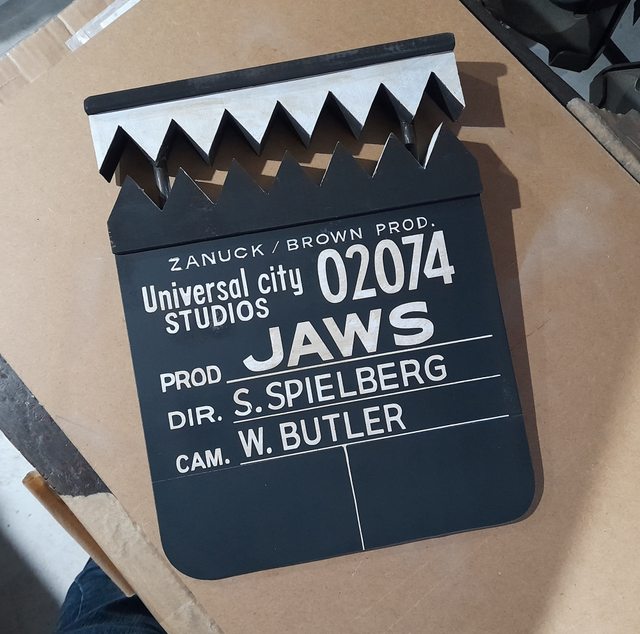 ZANUCK / BROWN PROD.
Universal city 02074
STUDIOS
PROD JAWS
DIR. S. SPIELBERG
CAM. W. BUTLER